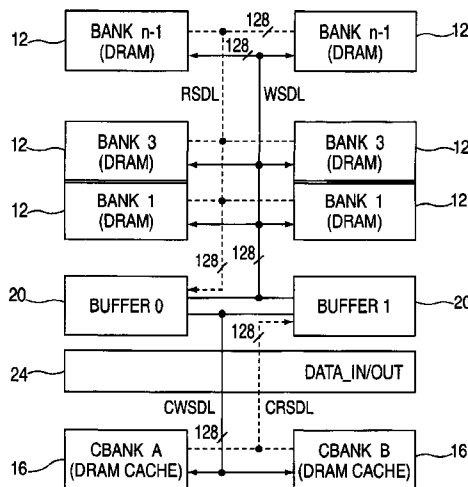 12 BANK n-1 (DRAM) 128 BANK n-1 (DRAM) 12
128
RSDL WSDL
12 BANK 3 (DRAM) BANK 3 (DRAM) 12
12 BANK 1 (DRAM) BANK 1 (DRAM) 12
128 128
20 BUFFER 0 BUFFER 1 20
128
24 DATA_IN/OUT
CWSDL CRSDL
128
16 CBANK A (DRAM CACHE) CBANK B (DRAM CACHE) 16